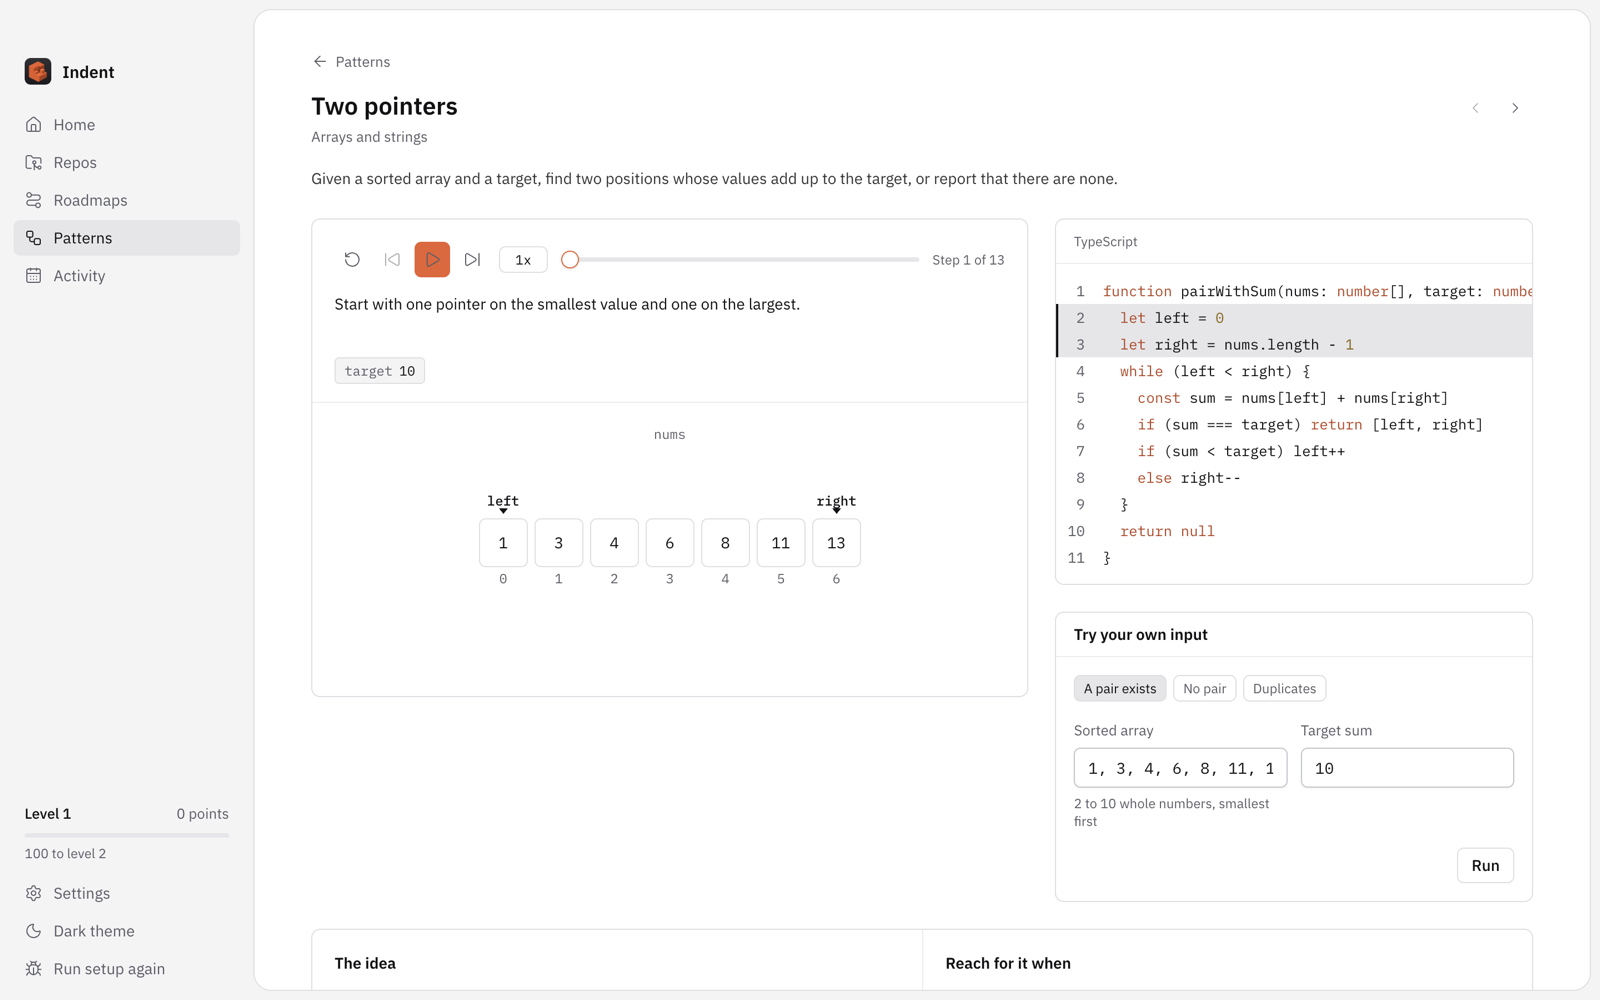 Indent
Home
Repos
Roadmaps
Patterns
Activity
Level 1 0 points
100 to level 2
Settings
Dark theme
Run setup again
Patterns
Two pointers
Arrays and strings
Given a sorted array and a target, find two positions whose values add up to the target, or report that there are none.
1x
Step 1 of 13
Start with one pointer on the smallest value and one on the largest.
target 10
nums
left right
1 3 4 6 8 11 13
0 1 2 3 4 5 6
TypeScript
1 function pairWithSum(nums: number[], target: numbe
2 let left = 0
3 let right = nums.length - 1
4 while (left < right) {
5 const sum = nums[left] + nums[right]
6 if (sum === target) return [left, right]
7 if (sum < target) left++
8 else right--
9 }
10 return null
11 }
Try your own input
A pair exists No pair Duplicates
Sorted array Target sum
1, 3, 4, 6, 8, 11, 1 10
2 to 10 whole numbers, smallest
first
Run
The idea
Reach for it when